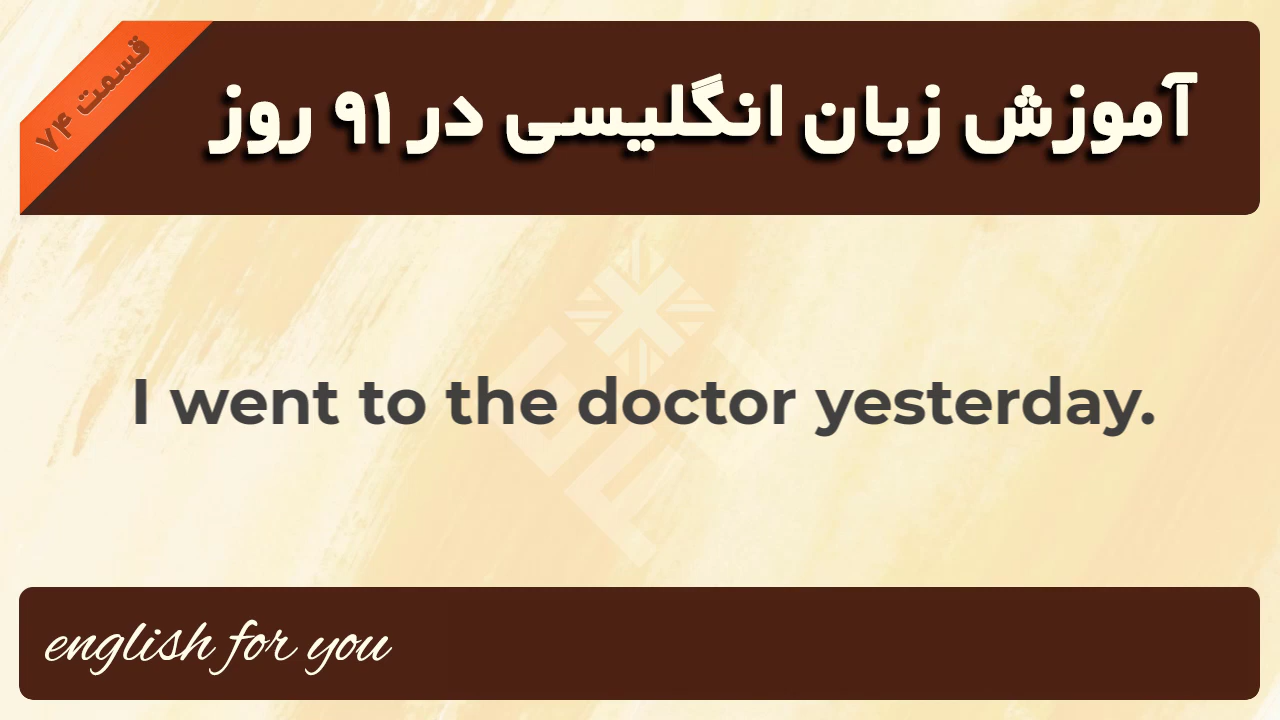 قسمت ۷۴
آموزش زبان انگلیسی در ۹۱ روز
I went to the doctor yesterday.
english for you